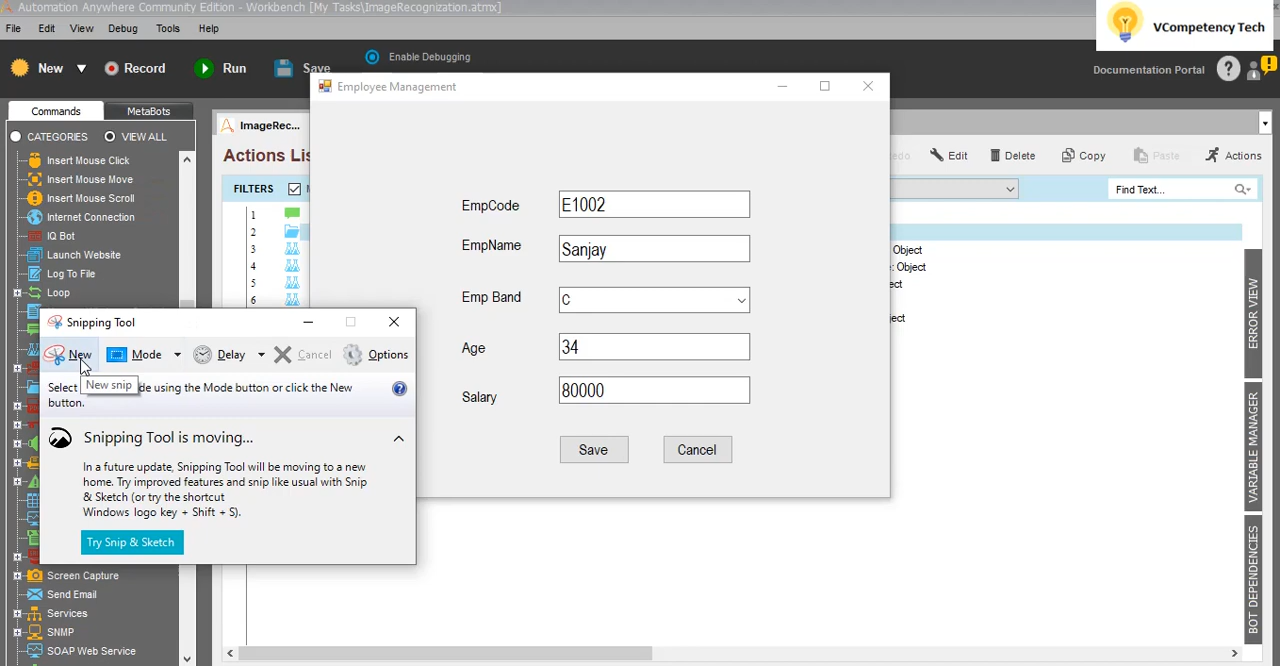 Automation Anywhere Community Edition - Workbench [My Tasks\ImageRecognization.atmx]
VCompetency Tech
File Edit View Debug Tools Help
New Record Run Save Enable Debugging
Documentation Portal
Employee Management
Commands MetaBots
CATEGORIES VIEW ALL
ImageRec...
Actions Lis
Edit Delete Copy Paste Actions
FILTERS
Find Text...
Insert Mouse Click
Insert Mouse Move
Insert Mouse Scroll
Internet Connection
IQ Bot
Launch Website
Log To File
Loop
1
2
3
4
5
6
Object
: Object
EmpCode E1002
EmpName Sanjay
Emp Band C
Age 34
Salary 80000
Save Cancel
Snipping Tool
New Mode Delay Cancel Options
New snip
Select de using the Mode button or click the New
button.
Snipping Tool is moving...
In a future update, Snipping Tool will be moving to a new
home. Try improved features and snip like usual with Snip
& Sketch (or try the shortcut
Windows logo key + Shift + S).
Try Snip & Sketch
Screen Capture
Send Email
Services
SNMP
SOAP Web Service
ERROR VIEW
VARIABLE MANAGER
BOT DEPENDENCIES